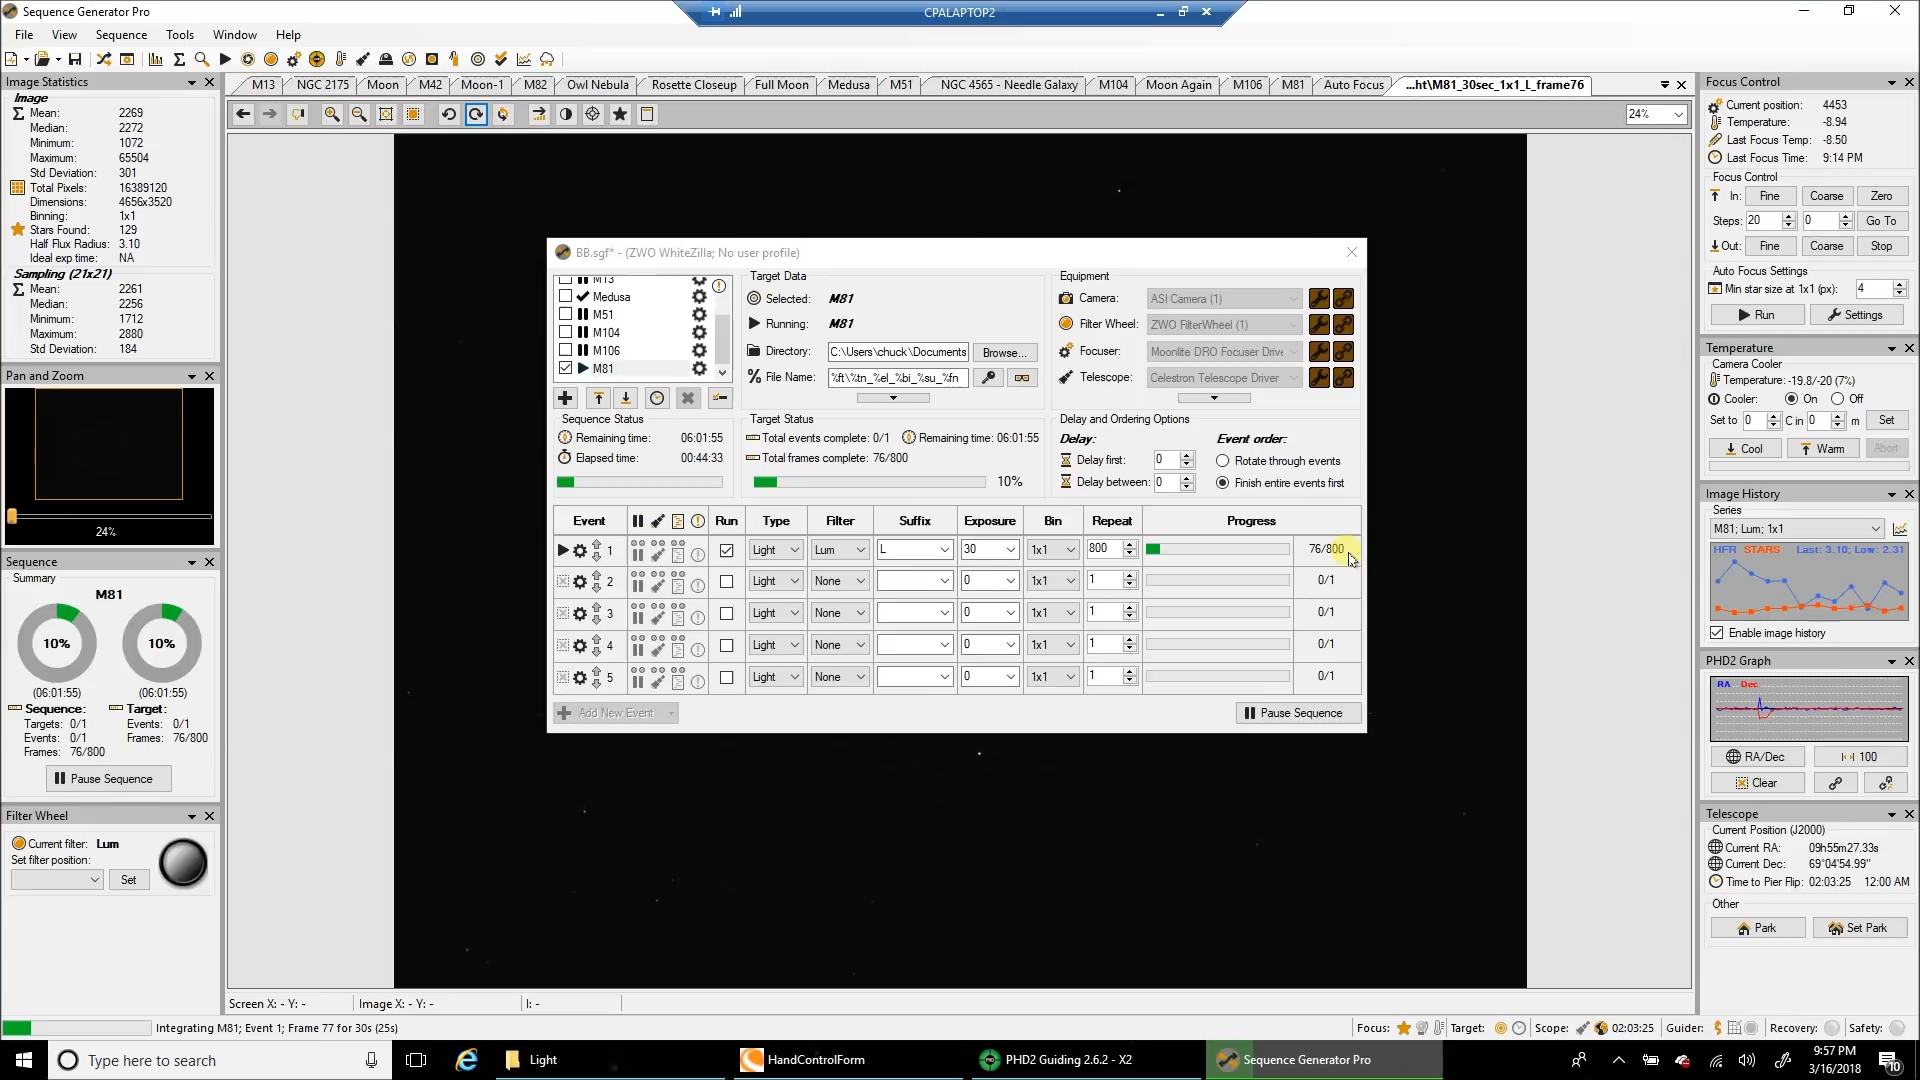 Sequence Generator Pro
CPALAPTOP2
File View Sequence Tools Window Help
Image Statistics
M13 NGC 2175 Moon M42 Moon-1 M82 Owl Nebula Rosette Closeup Full Moon Medusa M51 NGC 4565 - Needle Galaxy M104 Moon Again M106 M81 Auto Focus ...ht\M81_30sec_1x1_L_frame76
24%
Image
Mean: 2269
Median: 2272
Minimum: 1072
Maximum: 65504
Std Deviation: 301
Total Pixels: 16389120
Dimensions: 4656x3520
Binning: 1x1
Stars Found: 129
Half Flux Radius: 3.10
Ideal exp time: NA
Sampling (21x21)
Mean: 2261
Median: 2256
Minimum: 1712
Maximum: 2880
Std Deviation: 184
Pan and Zoom
24%
Sequence
Summary
M81
10% 10%
(06:01:55) (06:01:55)
Sequence: Target:
Targets: 0/1 Events: 0/1
Events: 0/1 Frames: 76/800
Frames: 76/800
Pause Sequence
Filter Wheel
Current filter: Lum
Set filter position:
Set
BB.sgf* - (ZWO WhiteZilla; No user profile)
M13
Medusa
M51
M104
M106
M81
Target Data
Selected: M81
Running: M81
Directory: C:\Users\chuck\Documents Browse...
File Name: %ft\%tn_%el_%bi_%su_%fn
Equipment
Camera: ASI Camera (1)
Filter Wheel: ZWO FilterWheel (1)
Focuser: Moonlite DRO Focuser Drive
Telescope: Celestron Telescope Driver
Sequence Status
Remaining time: 06:01:55
Elapsed time: 00:44:33
Target Status
Total events complete: 0/1 Remaining time: 06:01:55
Total frames complete: 76/800
10%
Delay and Ordering Options
Delay: Event order:
Delay first: 0 Rotate through events
Delay between: 0 Finish entire events first
Event Run Type Filter Suffix Exposure Bin Repeat Progress
1 Light Lum L 30 1x1 800 76/800
2 Light None 0 1x1 1 0/1
3 Light None 0 1x1 1 0/1
4 Light None 0 1x1 1 0/1
5 Light None 0 1x1 1 0/1
Add New Event Pause Sequence
Focus Control
Current position: 4453
Temperature: -8.94
Last Focus Temp: -8.50
Last Focus Time: 9:14 PM
Focus Control
In: Fine Coarse Zero
Steps: 20 0 Go To
Out: Fine Coarse Stop
Auto Focus Settings
Min star size at 1x1 (px): 4
Run Settings
Temperature
Camera Cooler
Temperature: -19.8/-20 (7%)
Cooler: On Off
Set to 0 C in 0 m Set
Cool Warm Abort
Image History
Series
M81; Lum; 1x1
HFR STARS Last: 3.10; Low: 2.31
Enable image history
PHD2 Graph
RA Dec
RA/Dec 100
Clear
Telescope
Current Position (J2000)
Current RA: 09h55m27.33s
Current Dec: 69°04'54.99"
Time to Pier Flip: 02:03:25 12:00 AM
Other
Park Set Park
Screen X: - Y: - Image X: - Y: - I: -
Integrating M81; Event 1; Frame 77 for 30s (25s)
Focus: Target: Scope: 02:03:25 Guider: Recovery: Safety:
Type here to search
Light
HandControlForm
PHD2 Guiding 2.6.2 - X2
Sequence Generator Pro
9:57 PM
3/16/2018
10